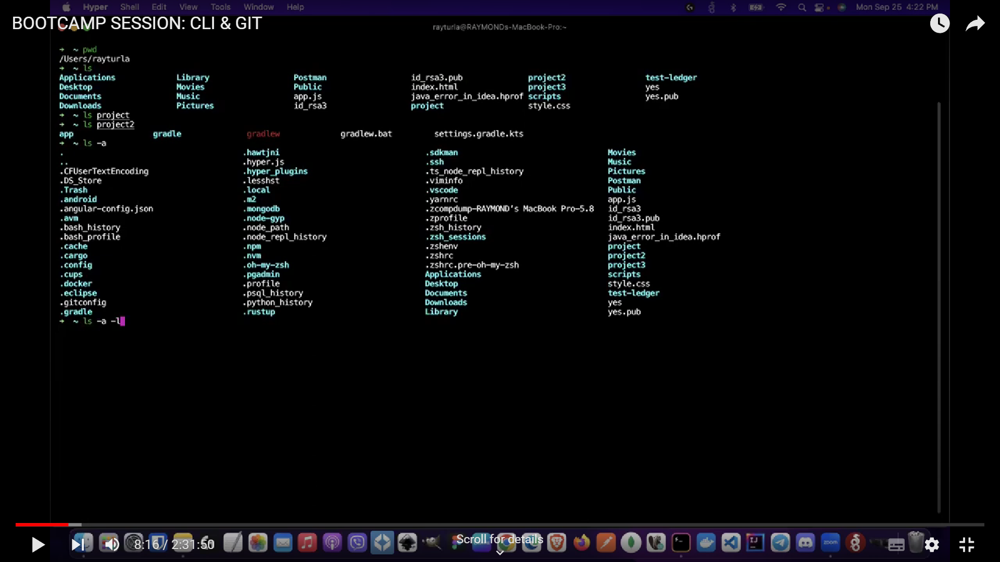 Hyper Shell Edit View Tools Window Help Mon Sep 25 4:22 PM
BOOTCAMP SESSION: CLI & GIT
rayturla@RAYMONDs-MacBook-Pro:~
➜ ~ pwd
/Users/rayturla
➜ ~ ls
Applications Library Postman id_rsa3.pub project2 test-ledger
Desktop Movies Public index.html project3 yes
Documents Music app.js java_error_in_idea.hprof scripts yes.pub
Downloads Pictures id_rsa3 project style.css
➜ ~ ls project
➜ ~ ls project2
app gradle gradlew gradlew.bat settings.gradle.kts
➜ ~ ls -a
. .hawtjni .sdkman Movies
.. .hyper.js .ssh Music
.CFUserTextEncoding .hyper_plugins .ts_node_repl_history Pictures
.DS_Store .lesshst .viminfo Postman
.Trash .local .vscode Public
.android .m2 .yarnrc app.js
.angular-config.json .mongodb .zcompdump-RAYMOND’s MacBook Pro-5.8 id_rsa3
.avm .node-gyp .zprofile id_rsa3.pub
.bash_history .node_path .zsh_history index.html
.bash_profile .node_repl_history .zsh_sessions java_error_in_idea.hprof
.cache .npm .zshenv project
.cargo .nvm .zshrc project2
.config .oh-my-zsh .zshrc.pre-oh-my-zsh project3
.cups .pgadmin Applications scripts
.docker .profile Desktop style.css
.eclipse .psql_history Documents test-ledger
.gitconfig .python_history Downloads yes
.gradle .rustup Library yes.pub
➜ ~ ls -a -l
Scroll for details
8:16 / 2:31:50
zoom
IJ